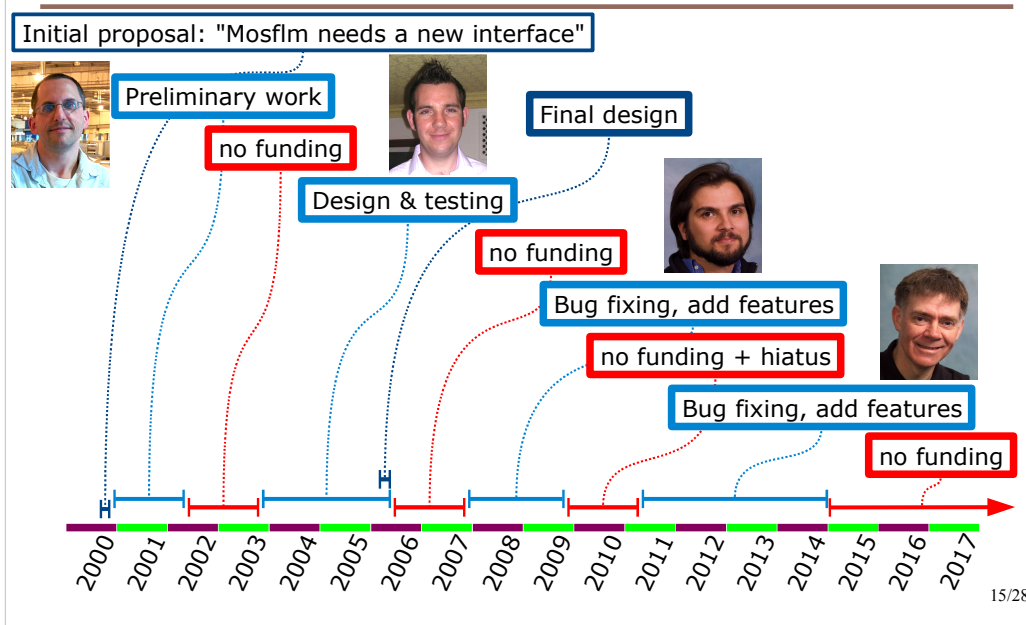 Initial proposal: "Mosflm needs a new interface"
Preliminary work
no funding
Final design
Design & testing
no funding
Bug fixing, add features
no funding + hiatus
Bug fixing, add features
no funding
2000
2001
2002
2003
2004
2005
2006
2007
2008
2009
2010
2011
2012
2013
2014
2015
2016
2017
15/28